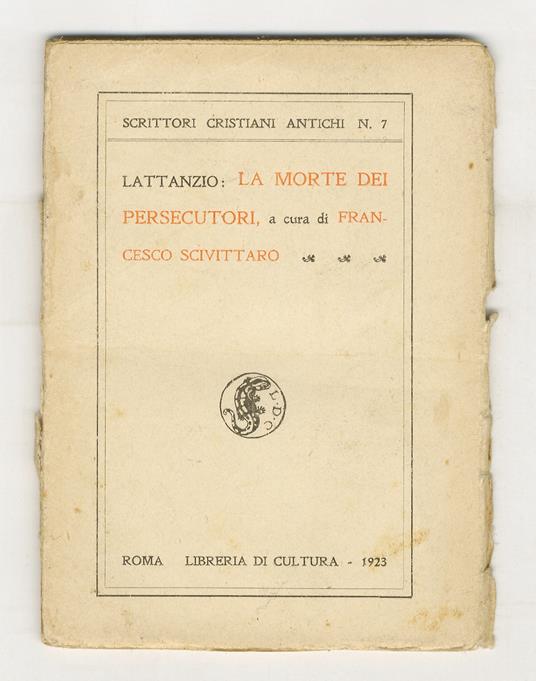 SCRITTORI CRISTIANI ANTICHI N. 7
LATTANZIO: LA MORTE DEI
PERSECUTORI, a cura di FRAN-
CESCO SCIVITTARO
L·D·C·
ROMA LIBRERIA DI CULTURA - 1923